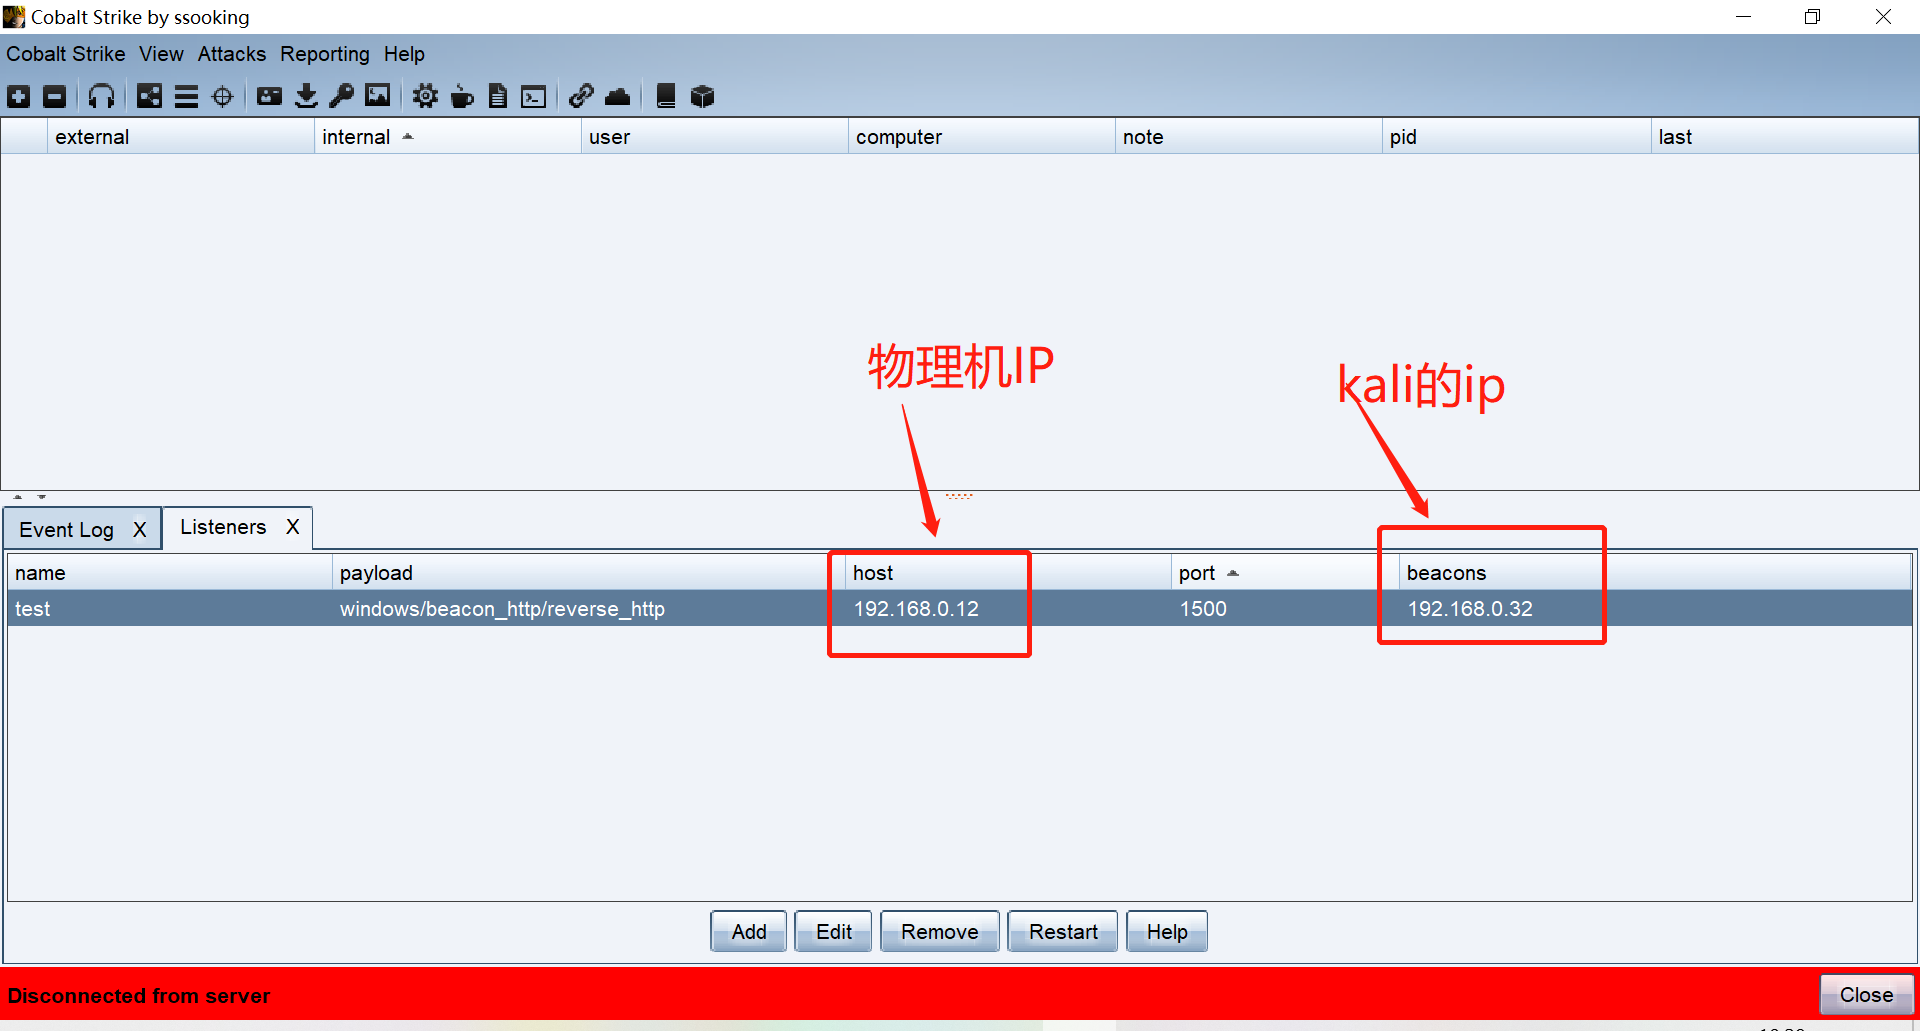 Cobalt Strike by ssooking
Cobalt Strike View Attacks Reporting Help
external internal user computer note pid last
物理机IP
kali的ip
Event Log X Listeners X
name payload host port beacons
test windows/beacon_http/reverse_http 192.168.0.12 1500 192.168.0.32
Add Edit Remove Restart Help
Disconnected from server Close